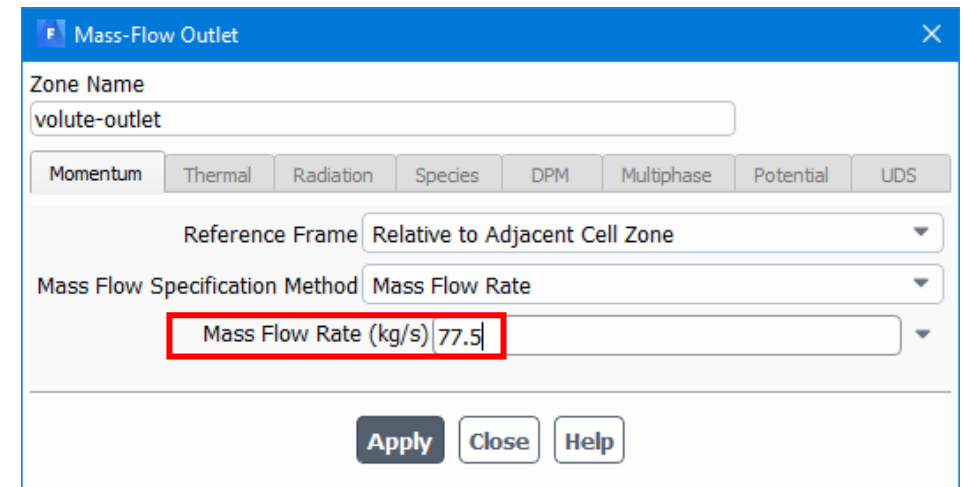 F Mass-Flow Outlet
Zone Name
volute-outlet
Momentum Thermal Radiation Species DPM Multiphase Potential UDS
Reference Frame Relative to Adjacent Cell Zone
Mass Flow Specification Method Mass Flow Rate
Mass Flow Rate (kg/s) 77.5
Apply Close Help